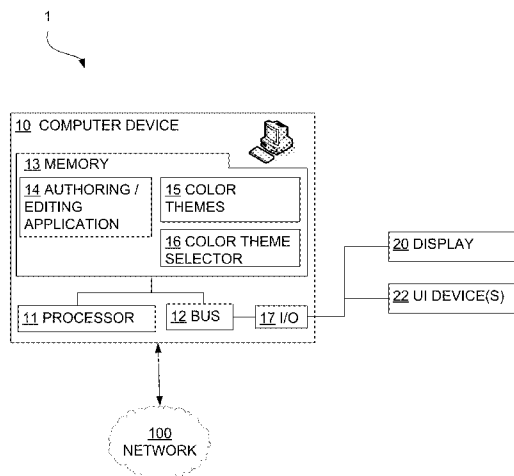 1
10 COMPUTER DEVICE
13 MEMORY
14 AUTHORING /
EDITING
APPLICATION
15 COLOR
THEMES
16 COLOR THEME
SELECTOR
11 PROCESSOR
12 BUS
17 I/O
20 DISPLAY
22 UI DEVICE(S)
100
NETWORK